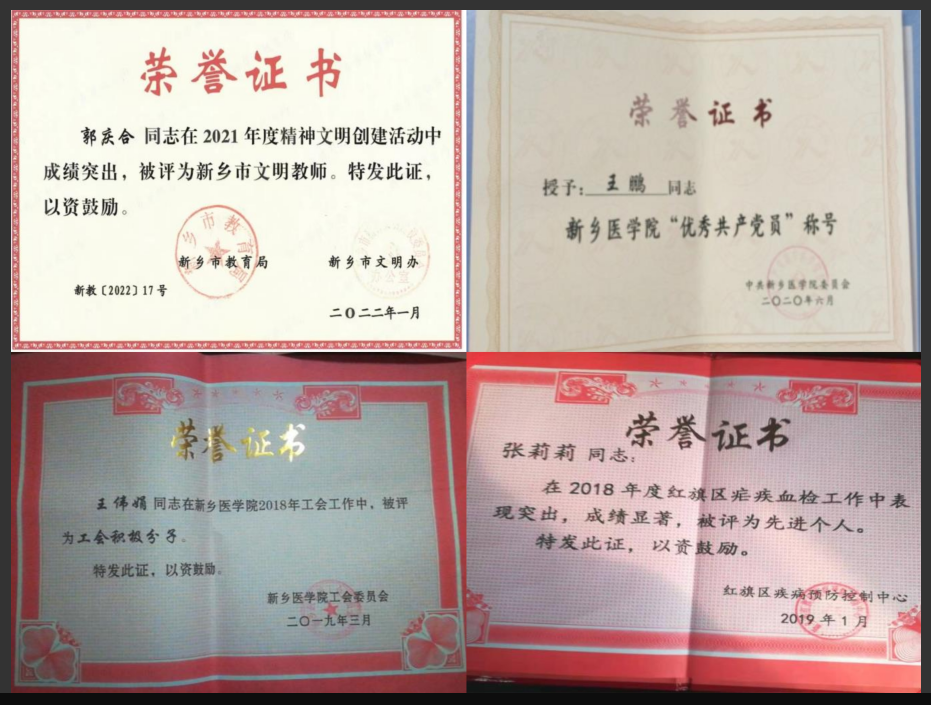 荣誉证书
郭庆合 同志在 2021 年度精神文明创建活动中
成绩突出，被评为新乡市文明教师。特发此证，
以资鼓励。
新乡市教育局 新乡市文明办
新教〔2022〕17号
二〇二二年一月
荣誉证书
授予：王鹏 同志
新乡医学院“优秀共产党员”称号
中共新乡医学院委员会
二〇二〇年六月
荣誉证书
王伟娟 同志在新乡医学院2018年工会工作中，被评
为工会积极分子。
特发此证，以资鼓励。
新乡医学院工会委员会
二〇一九年三月
荣誉证书
张莉莉 同志：
在 2018 年度红旗区疟疾血检工作中表
现突出，成绩显著，被评为先进个人。
特发此证，以资鼓励。
红旗区疾病预防控制中心
2019 年 1 月